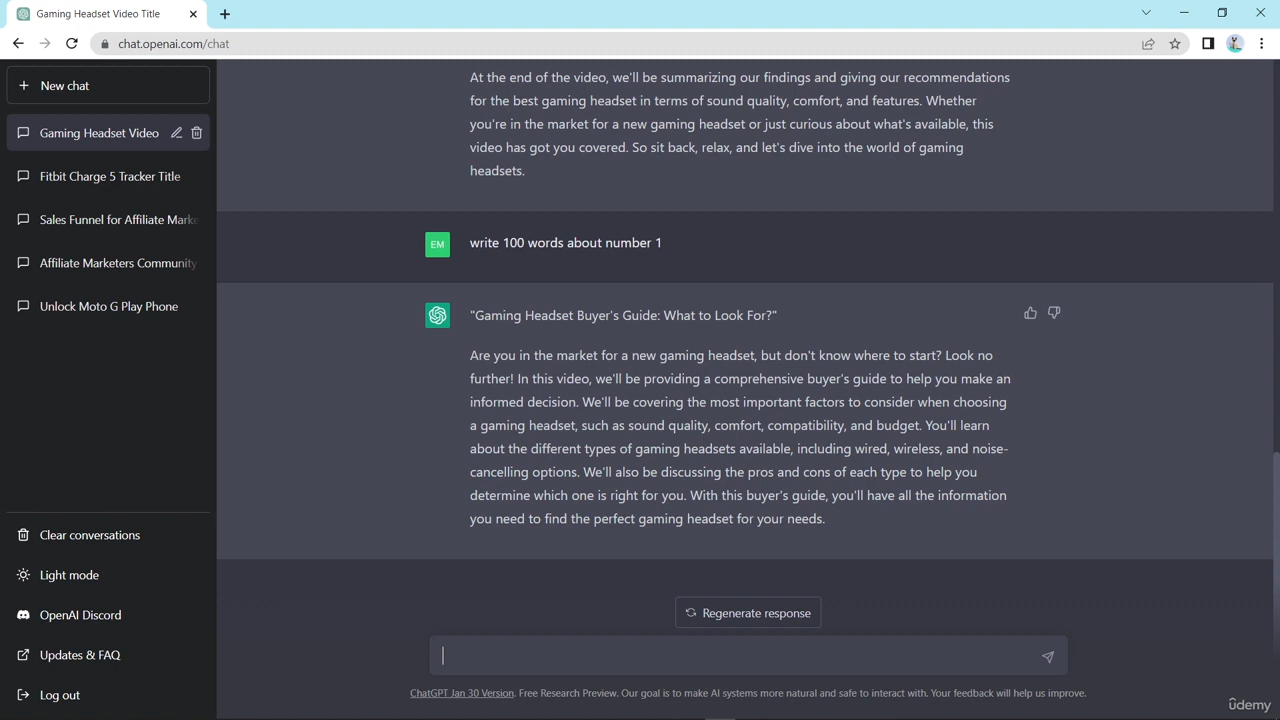 Gaming Headset Video Title
chat.openai.com/chat
New chat
Gaming Headset Video
Fitbit Charge 5 Tracker Title
Sales Funnel for Affiliate Marke
Affiliate Marketers Community
Unlock Moto G Play Phone
Clear conversations
Light mode
OpenAI Discord
Updates & FAQ
Log out
At the end of the video, we'll be summarizing our findings and giving our recommendations
for the best gaming headset in terms of sound quality, comfort, and features. Whether
you're in the market for a new gaming headset or just curious about what's available, this
video has got you covered. So sit back, relax, and let's dive into the world of gaming
headsets.
EM
write 100 words about number 1
"Gaming Headset Buyer's Guide: What to Look For?"
Are you in the market for a new gaming headset, but don't know where to start? Look no
further! In this video, we'll be providing a comprehensive buyer's guide to help you make an
informed decision. We'll be covering the most important factors to consider when choosing
a gaming headset, such as sound quality, comfort, compatibility, and budget. You'll learn
about the different types of gaming headsets available, including wired, wireless, and noise-
cancelling options. We'll also be discussing the pros and cons of each type to help you
determine which one is right for you. With this buyer's guide, you'll have all the information
you need to find the perfect gaming headset for your needs.
Regenerate response
ChatGPT Jan 30 Version. Free Research Preview. Our goal is to make AI systems more natural and safe to interact with. Your feedback will help us improve.
ûdemy